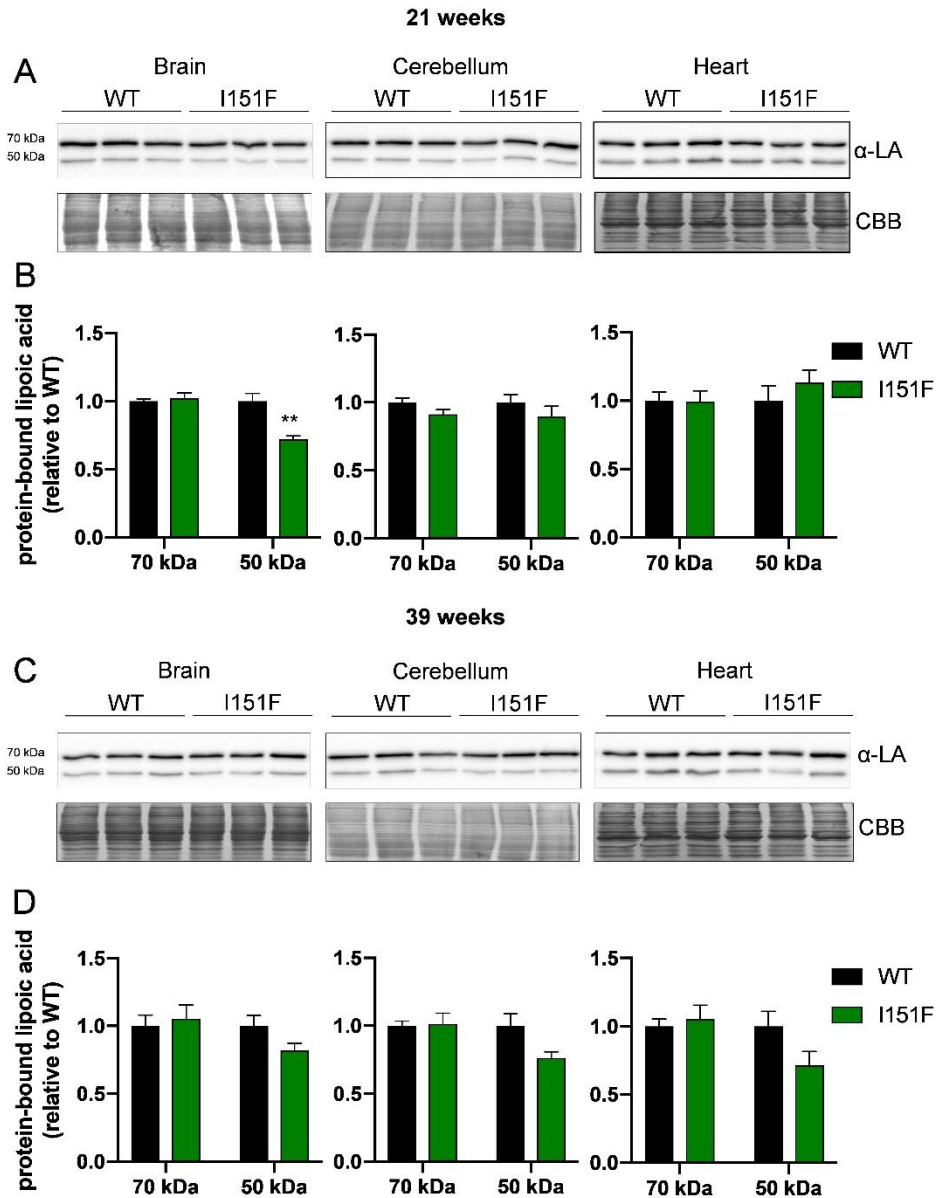 21 weeks
A
Brain Cerebellum Heart
WT I151F WT I151F WT I151F
70 kDa
50 kDa
α-LA
CBB
B
protein-bound lipoic acid
(relative to WT)
1.5 1.5 1.5
1.0 1.0 1.0
**
0.5 0.5 0.5
0.0 0.0 0.0
70 kDa 50 kDa 70 kDa 50 kDa 70 kDa 50 kDa
WT
I151F
39 weeks
C
Brain Cerebellum Heart
WT I151F WT I151F WT I151F
70 kDa
50 kDa
α-LA
CBB
D
protein-bound lipoic acid
(relative to WT)
1.5 1.5 1.5
1.0 1.0 1.0
0.5 0.5 0.5
0.0 0.0 0.0
70 kDa 50 kDa 70 kDa 50 kDa 70 kDa 50 kDa
WT
I151F